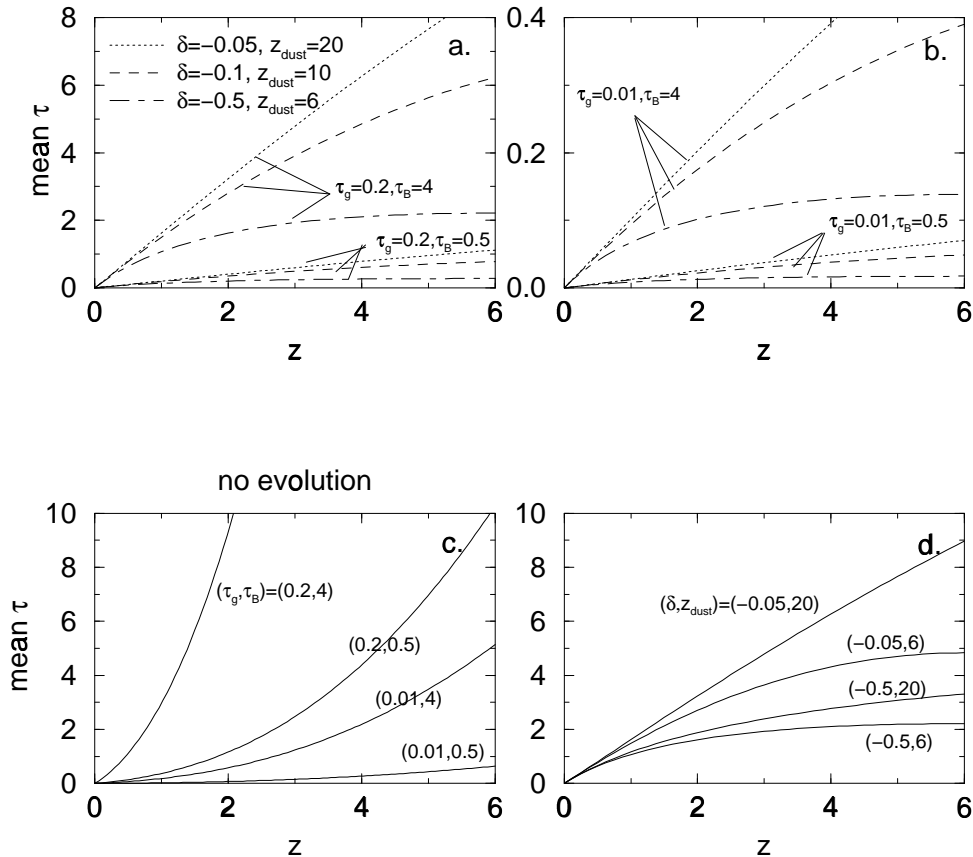 8
6
4
2
0
mean τ
δ=−0.05, z_dust=20
δ=−0.1, z_dust=10
δ=−0.5, z_dust=6
a.
τ_g=0.2,τ_B=4
τ_g=0.2,τ_B=0.5
0 2 4 6
z
0.4
0.2
0.0
b.
τ_g=0.01,τ_B=4
τ_g=0.01,τ_B=0.5
0 2 4 6
z
no evolution
10
8
6
4
2
0
mean τ
c.
(τ_g,τ_B)=(0.2,4)
(0.2,0.5)
(0.01,4)
(0.01,0.5)
0 2 4 6
z
10
8
6
4
2
0
d.
(δ,z_dust)=(−0.05,20)
(−0.05,6)
(−0.5,20)
(−0.5,6)
0 2 4 6
z